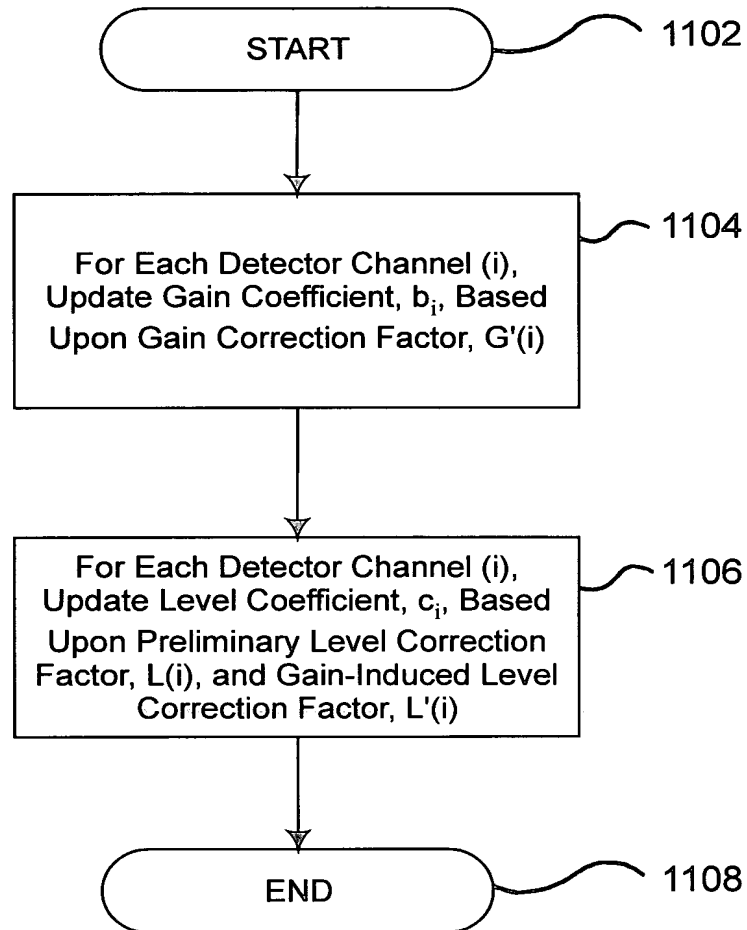 START
1102
For Each Detector Channel (i),
Update Gain Coefficient, bᵢ, Based
Upon Gain Correction Factor, G'(i)
1104
For Each Detector Channel (i),
Update Level Coefficient, cᵢ, Based
Upon Preliminary Level Correction
Factor, L(i), and Gain-Induced Level
Correction Factor, L'(i)
1106
END
1108